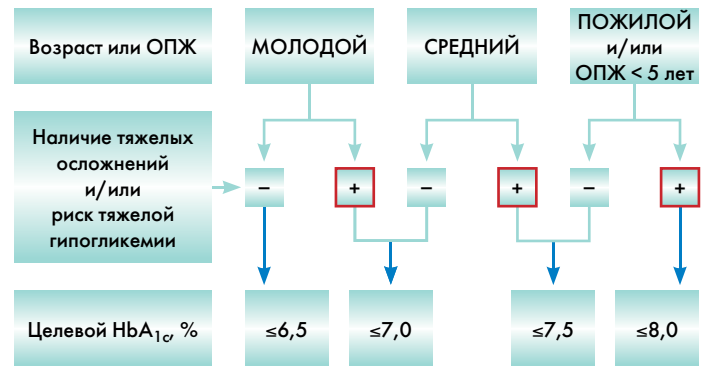 Возраст или ОПЖ
МОЛОДОЙ
СРЕДНИЙ
ПОЖИЛОЙ
и/или
ОПЖ < 5 лет
Наличие тяжелых
осложнений
и/или
риск тяжелой
гипогликемии
–
+
–
+
–
+
Целевой HbA1c, %
≤6,5
≤7,0
≤7,5
≤8,0